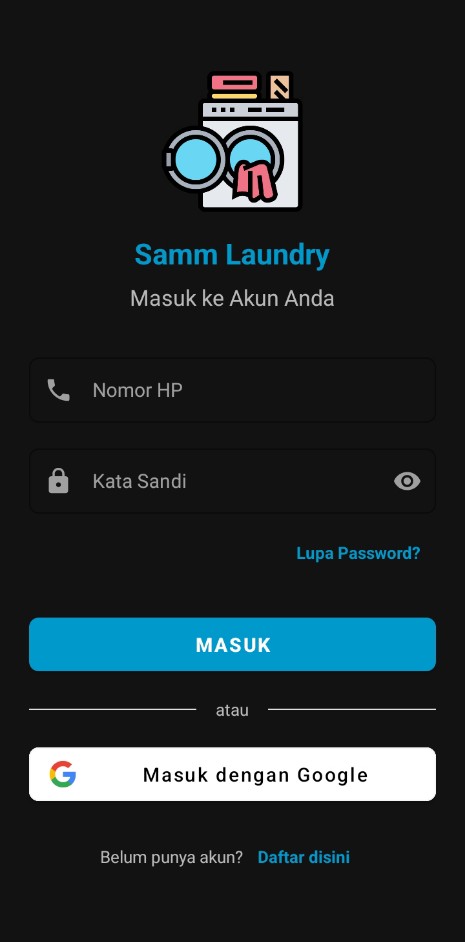 Samm Laundry
Masuk ke Akun Anda
Nomor HP
Kata Sandi
Lupa Password?
MASUK
atau
Masuk dengan Google
Belum punya akun? Daftar disini